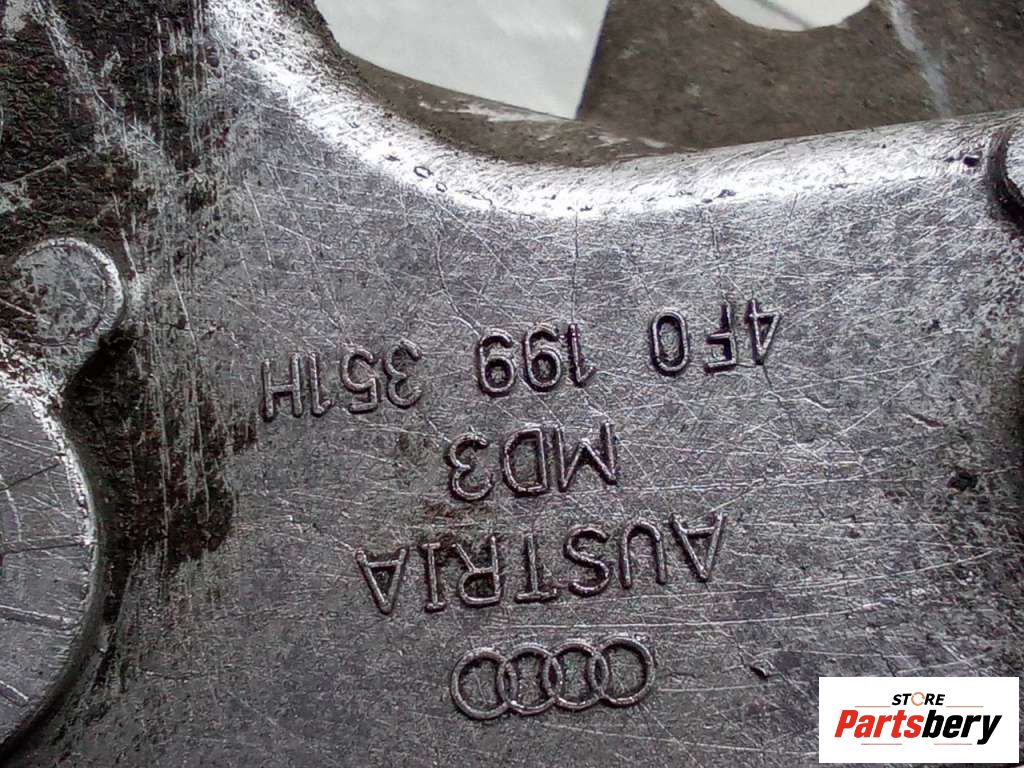 AUSTRIA
MD3
4F0 199 351H
STORE
Partsbery